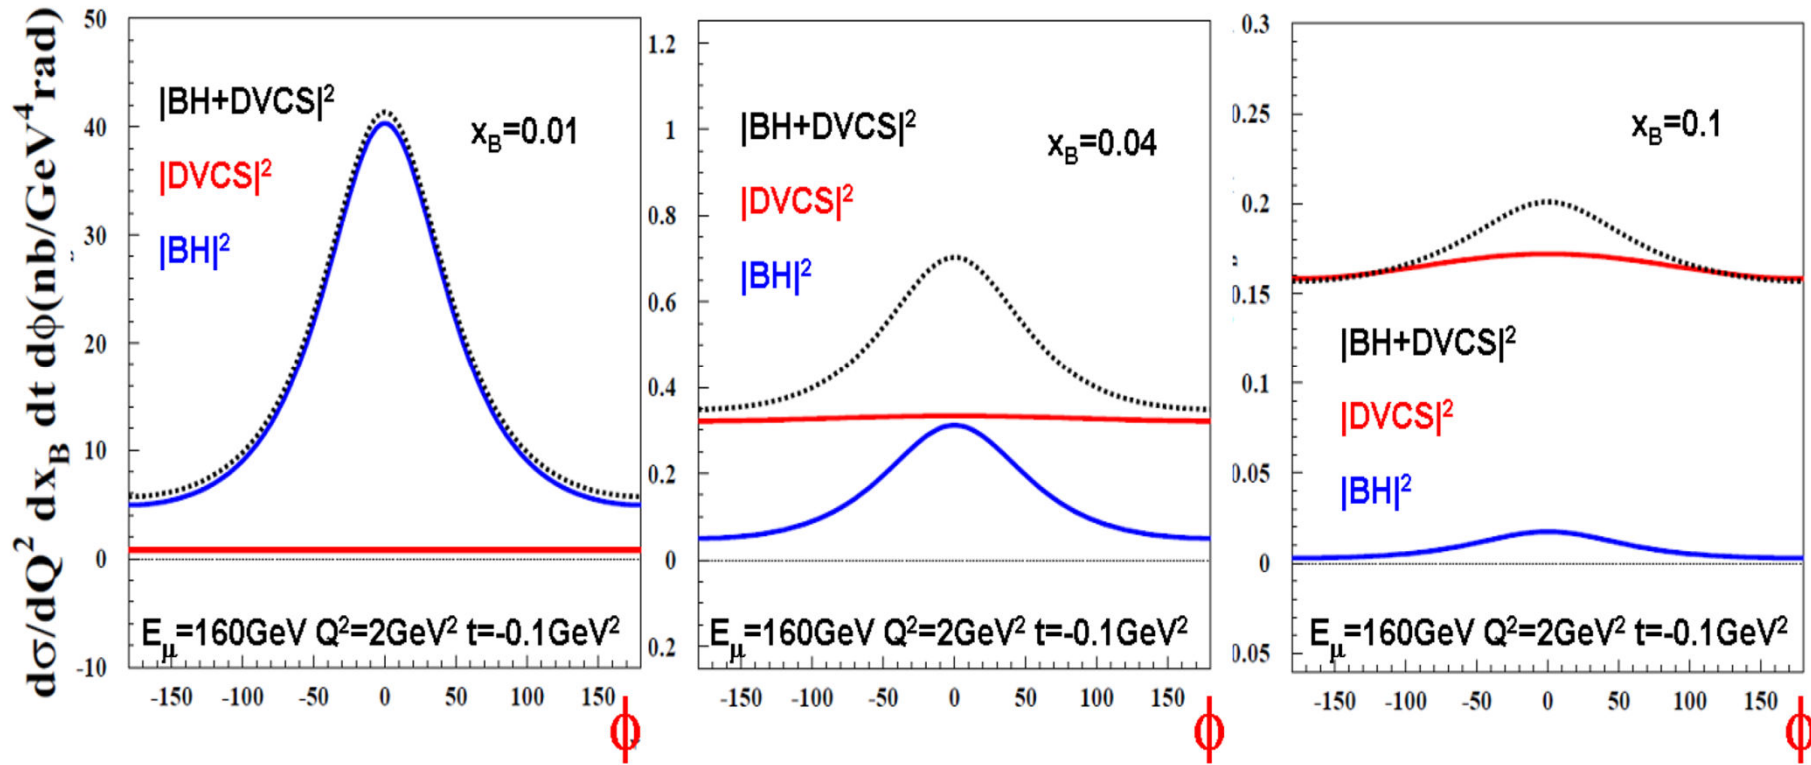 dσ/dQ² dx_B dt dϕ(nb/GeV⁴rad)
50
40
30
20
10
0
-10
|BH+DVCS|²
|DVCS|²
|BH|²
x_B=0.01
E_μ=160GeV Q²=2GeV² t=-0.1GeV²
-150 -100 -50 0 50 100 150
ϕ
1.2
1
0.8
0.6
0.4
0.2
0
0.2
|BH+DVCS|²
|DVCS|²
|BH|²
x_B=0.04
E_μ=160GeV Q²=2GeV² t=-0.1GeV²
-150 -100 -50 0 50 100 150
ϕ
0.3
0.25
0.2
0.15
0.1
0.05
0
0.05
x_B=0.1
|BH+DVCS|²
|DVCS|²
|BH|²
E_μ=160GeV Q²=2GeV² t=-0.1GeV²
-150 -100 -50 0 50 100 150
ϕ